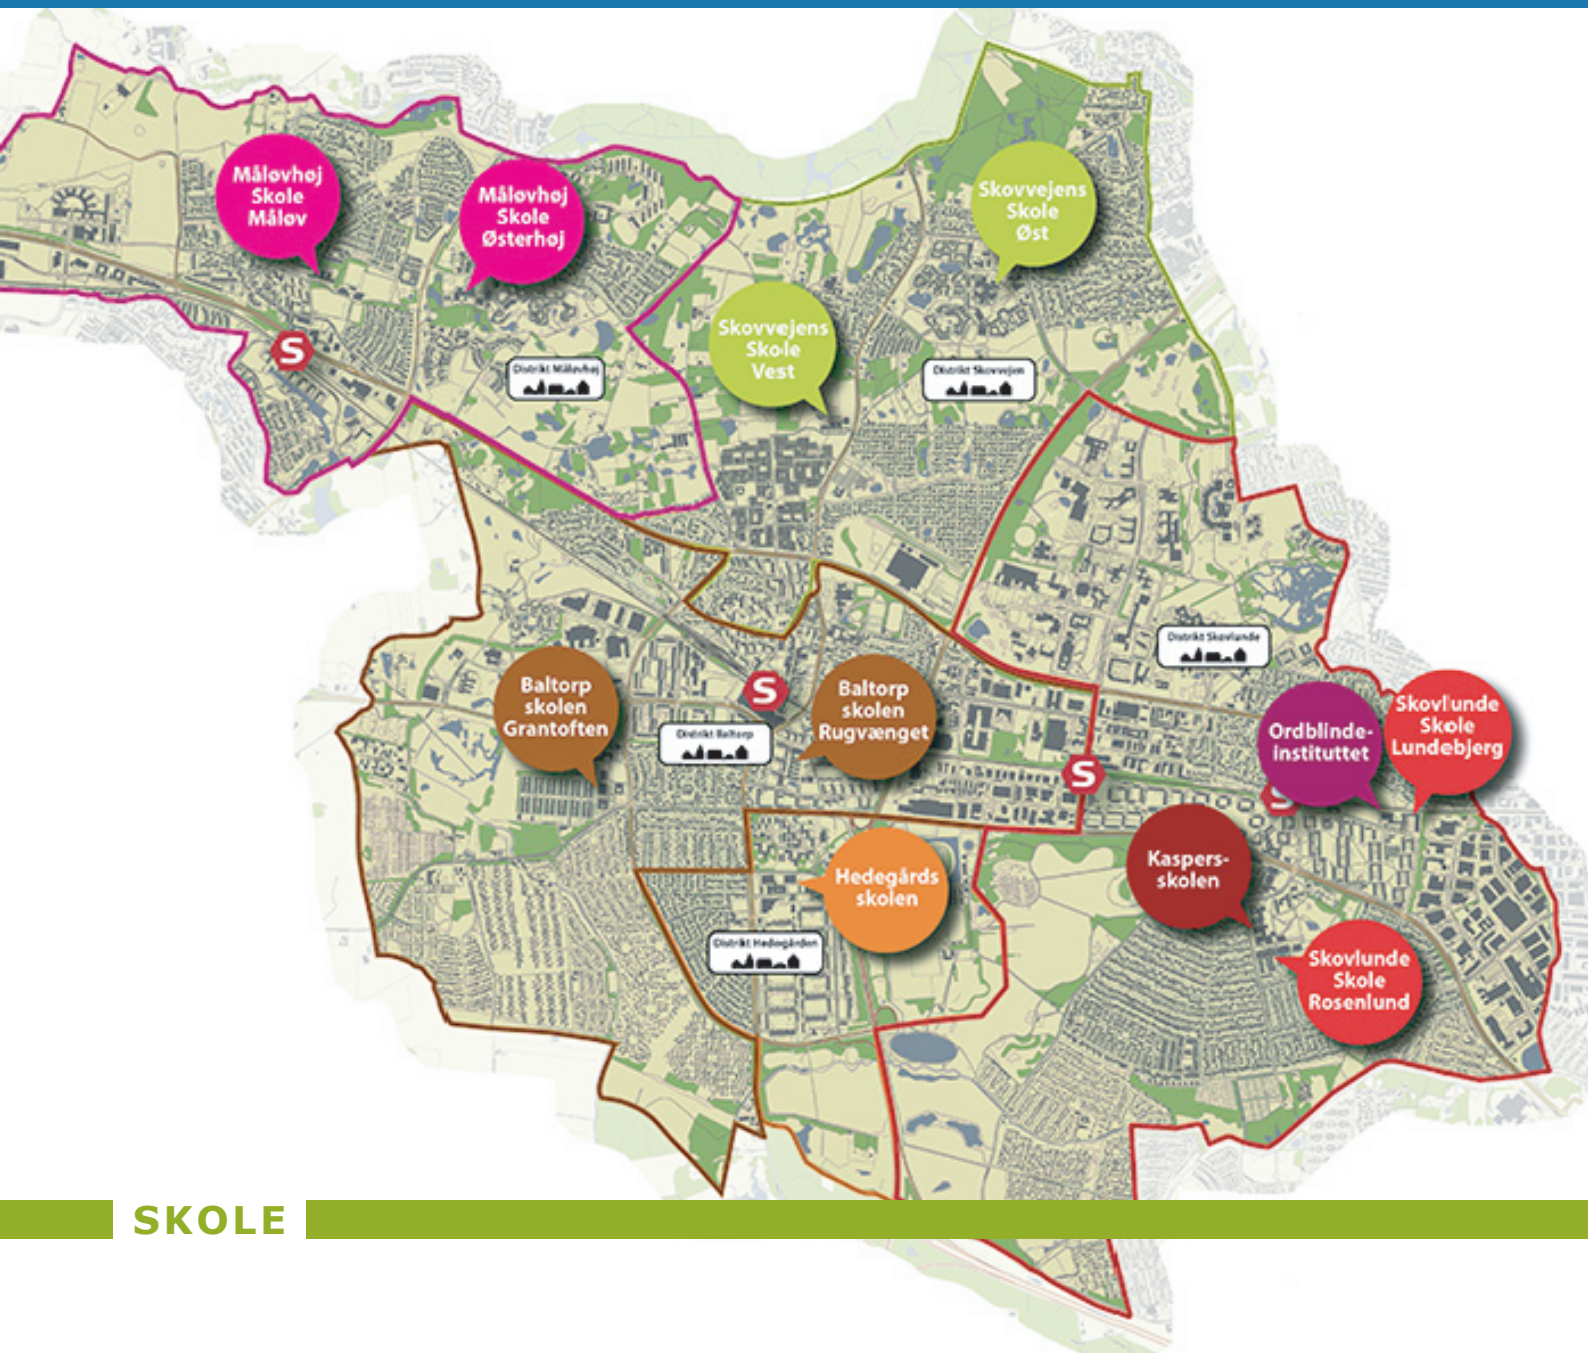 Måløvhøj
Skole
Måløv
Måløvhøj
Skole
Østerhøj
Skovvejens
Skole
Øst
Skovvejens
Skole
Vest
S
Distrikt Måløvhøj
Distrikt Skovvejen
Distrikt Skovlunde
Baltorp
skolen
Grantoften
S
Baltorp
skolen
Rugvænget
Distrikt Baltorp
Ordblinde-
instituttet
Skovlunde
Skole
Lundebjerg
S
S
Kaspers-
skolen
Hedegårds
skolen
Distrikt Hedegården
Skovlunde
Skole
Rosenlund
SKOLE